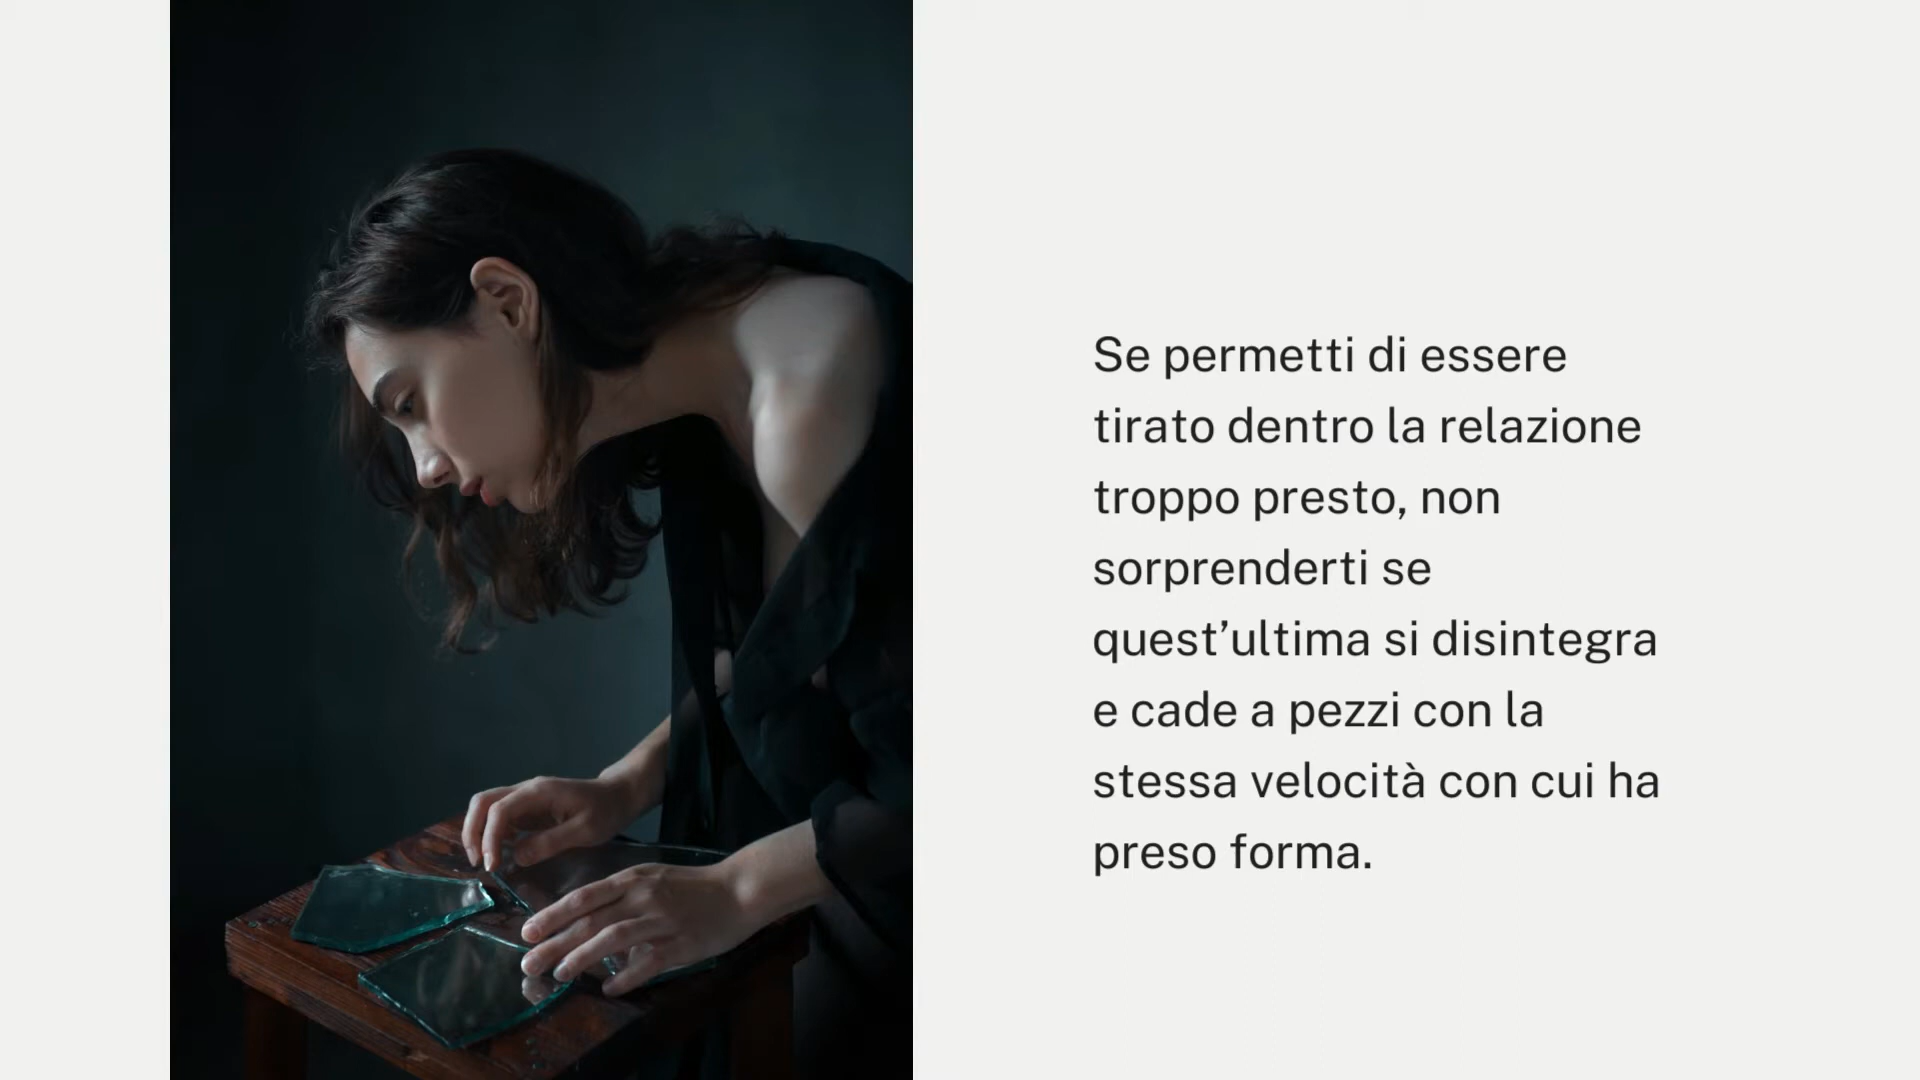 Se permetti di essere
tirato dentro la relazione
troppo presto, non
sorprenderti se
quest’ultima si disintegra
e cade a pezzi con la
stessa velocità con cui ha
preso forma.